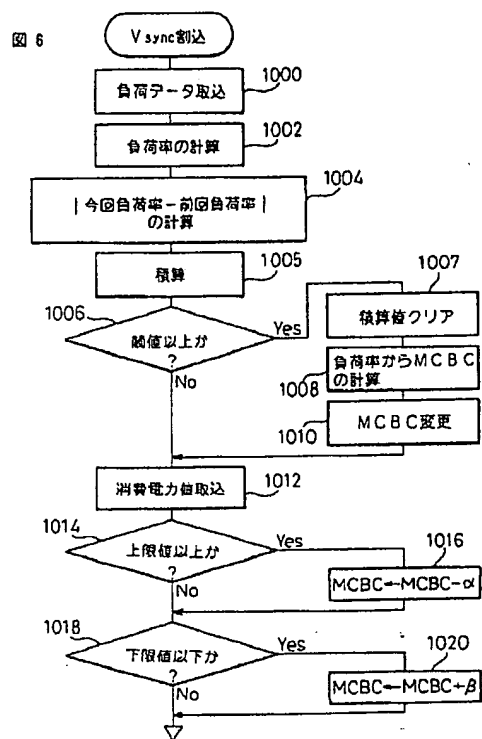 図 6
Vsync割込
1000
負荷データ取込
1002
負荷率の計算
1004
|今回負荷率-前回負荷率|
の計算
1005
積算
1006
閾値以上か
?
Yes
No
1007
積算値クリア
1008
負荷率からMCBC
の計算
1010
MCBC変更
1012
消費電力値取込
1014
上限値以上か
?
Yes
No
1016
MCBC←MCBC-α
1018
下限値以下か
?
Yes
No
1020
MCBC←MCBC+β